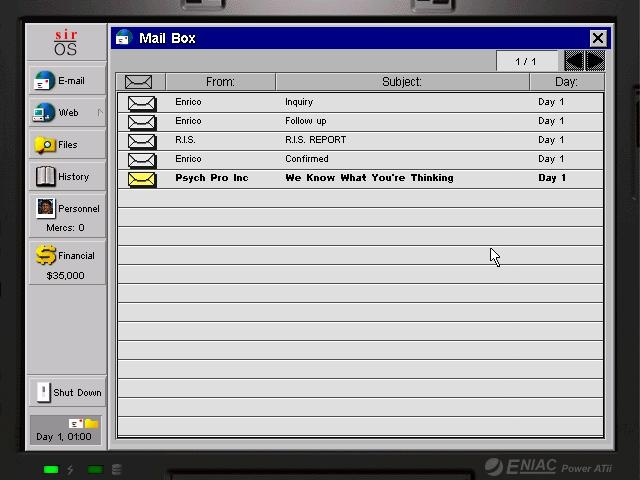 sir
OS
Mail Box
1 / 1
E-mail
From: Subject: Day:
Enrico Inquiry Day 1
Web
Enrico Follow up Day 1
Files
R.I.S. R.I.S. REPORT Day 1
Enrico Confirmed Day 1
History
Psych Pro Inc We Know What You're Thinking Day 1
Personnel
Mercs: 0
Financial
$35,000
Shut Down
Day 1, 01:00
ENIAC Power ATii